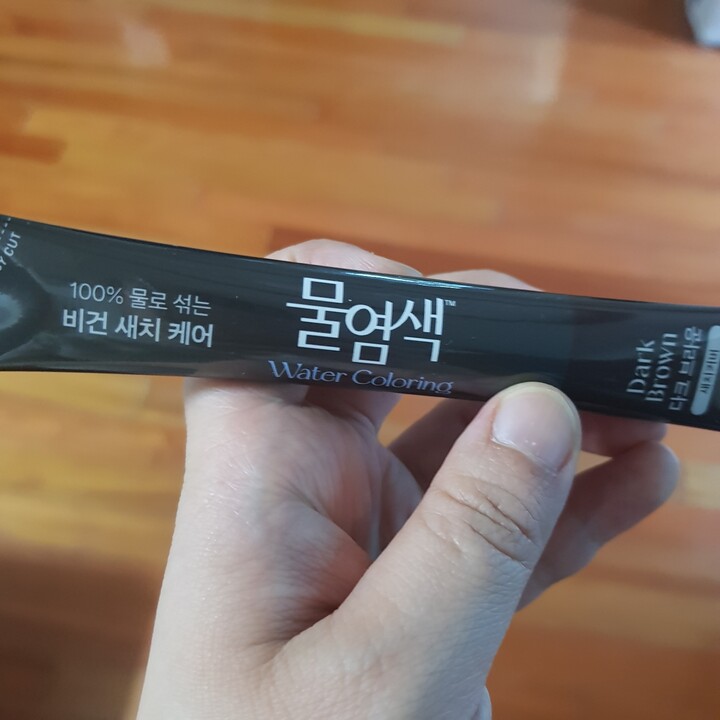 CUT
100% 물로 섞는
비건 새치 케어
물염색™
Water Coloring
Dark
Brown
다크 브라운